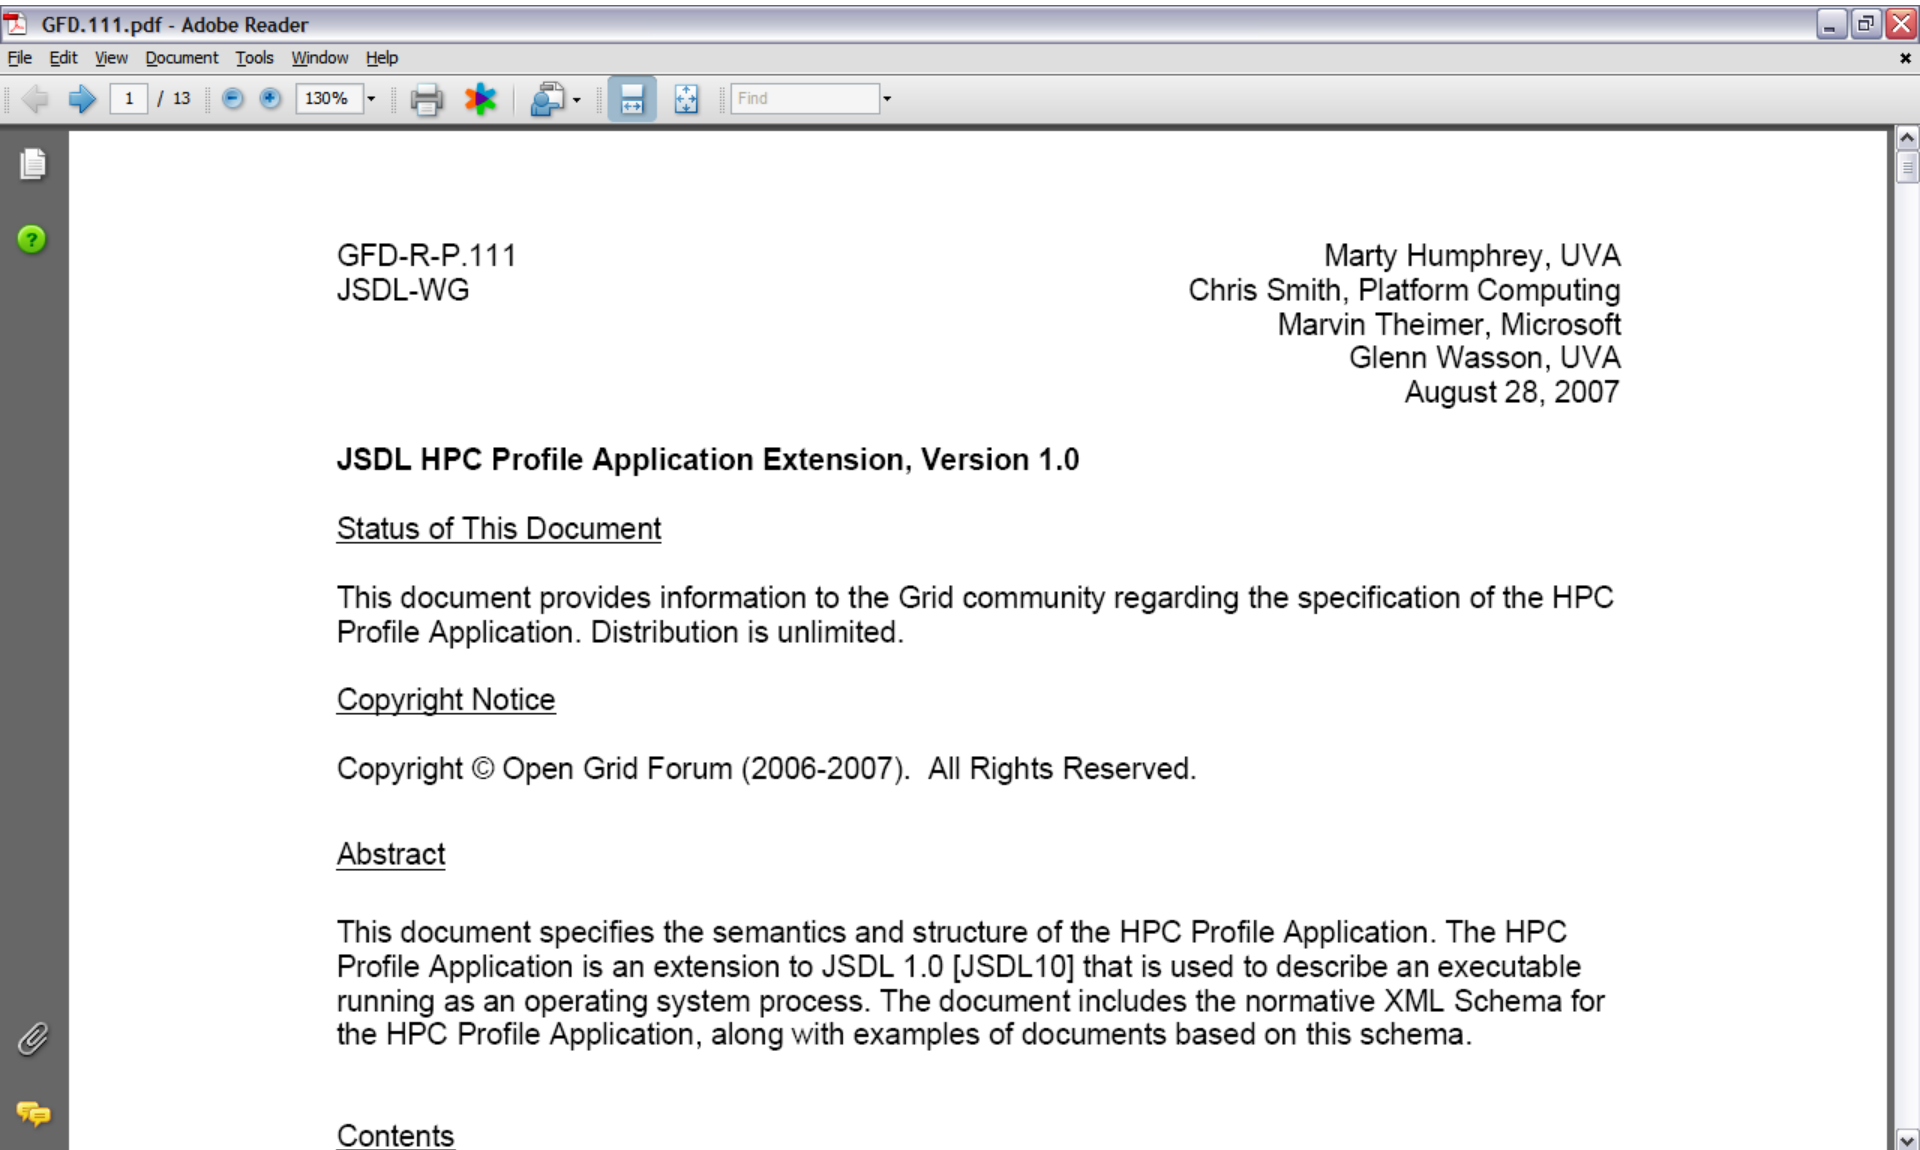 GFD.111.pdf - Adobe Reader
File Edit View Document Tools Window Help
1 / 13 130% Find
GFD-R-P.111
JSDL-WG
Marty Humphrey, UVA
Chris Smith, Platform Computing
Marvin Theimer, Microsoft
Glenn Wasson, UVA
August 28, 2007
JSDL HPC Profile Application Extension, Version 1.0
Status of This Document
This document provides information to the Grid community regarding the specification of the HPC
Profile Application. Distribution is unlimited.
Copyright Notice
Copyright © Open Grid Forum (2006-2007).  All Rights Reserved.
Abstract
This document specifies the semantics and structure of the HPC Profile Application. The HPC
Profile Application is an extension to JSDL 1.0 [JSDL10] that is used to describe an executable
running as an operating system process. The document includes the normative XML Schema for
the HPC Profile Application, along with examples of documents based on this schema.
Contents